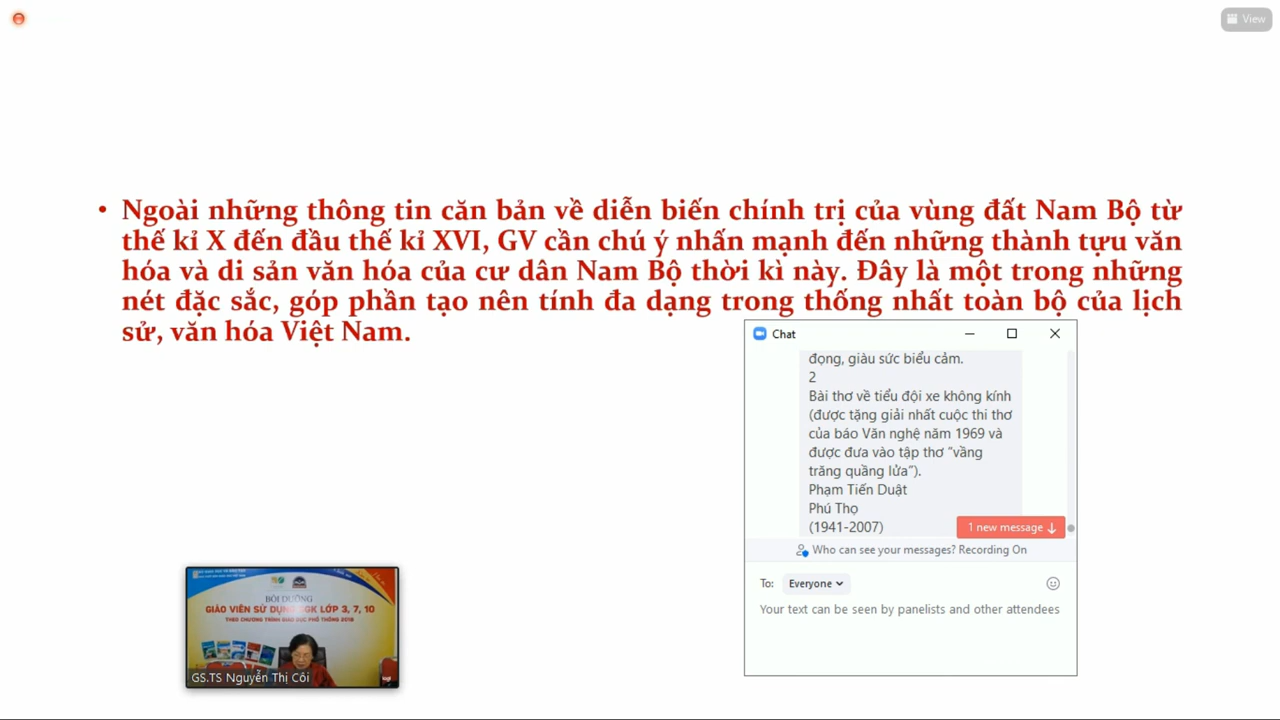 View
• Ngoài những thông tin căn bản về diễn biến chính trị của vùng đất Nam Bộ từ
thế kỉ X đến đầu thế kỉ XVI, GV cần chú ý nhấn mạnh đến những thành tựu văn
hóa và di sản văn hóa của cư dân Nam Bộ thời kì này. Đây là một trong những
nét đặc sắc, góp phần tạo nên tính đa dạng trong thống nhất toàn bộ của lịch
sử, văn hóa Việt Nam.
Chat
đọng, giàu sức biểu cảm.
2
Bài thơ về tiểu đội xe không kính
(được tặng giải nhất cuộc thi thơ
của báo Văn nghệ năm 1969 và
được đưa vào tập thơ "vầng
trăng quầng lửa").
Phạm Tiến Duật
Phú Thọ
(1941-2007)
1 new message ↓
Who can see your messages? Recording On
To: Everyone
Your text can be seen by panelists and other attendees
BỒI DƯỠNG
GIÁO VIÊN SỬ DỤNG SGK LỚP 3, 7, 10
THEO CHƯƠNG TRÌNH GIÁO DỤC PHỔ THÔNG 2018
GS.TS Nguyễn Thị Côi